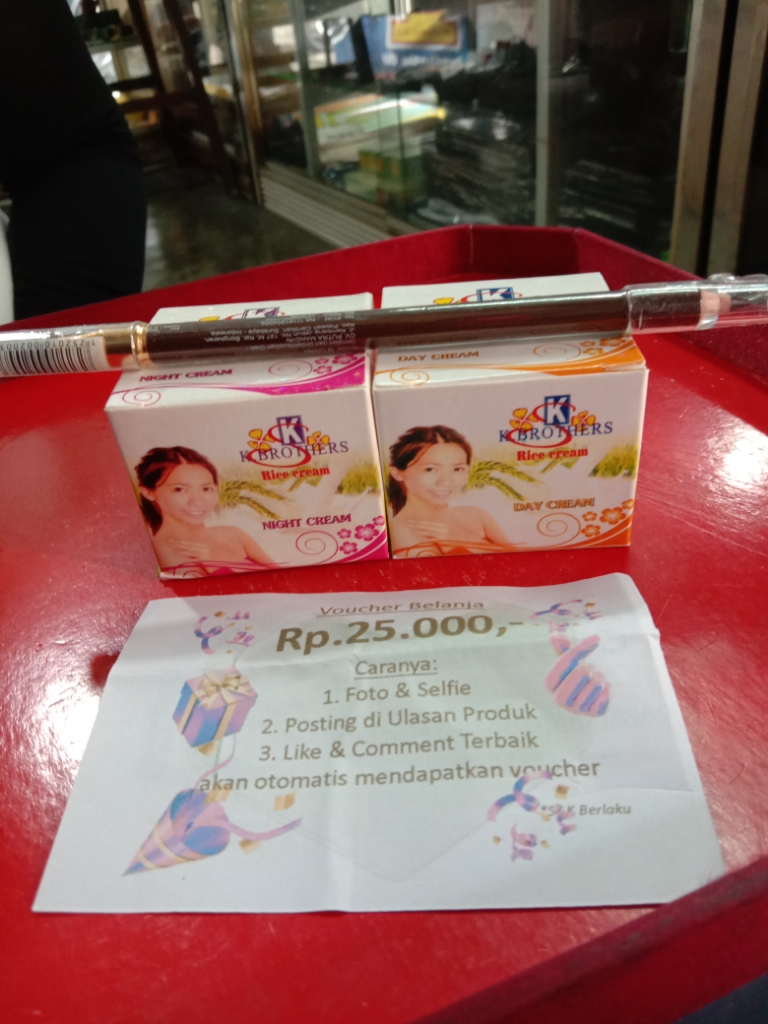 NIGHT CREAM
DAY CREAM
K
K BROTHERS
Rice cream
NIGHT CREAM
K
K BROTHERS
Rice cream
DAY CREAM
Voucher Belanja
Rp.25.000,-
Caranya:
1. Foto & Selfie
2. Posting di Ulasan Produk
3. Like & Comment Terbaik
akan otomatis mendapatkan voucher
*S& K Berlaku